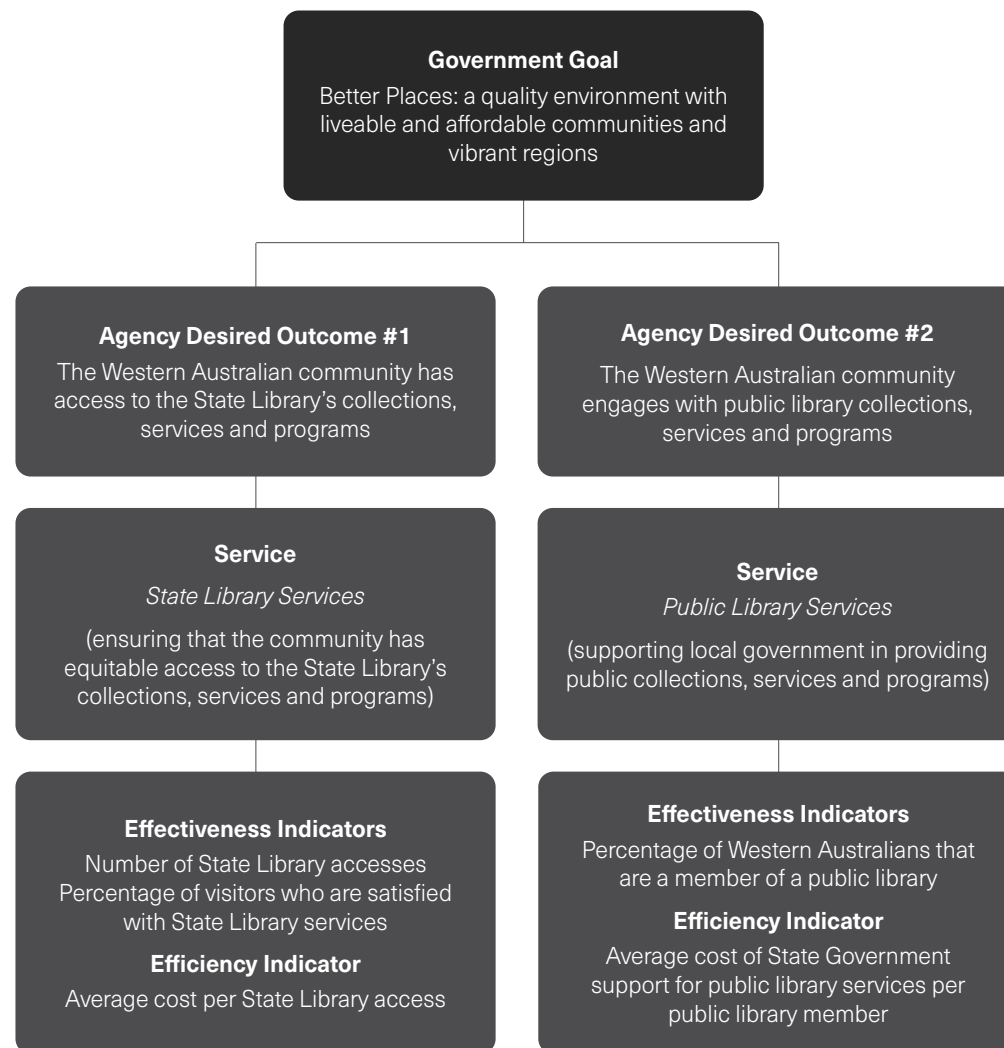 Government Goal
Better Places: a quality environment with
liveable and affordable communities and
vibrant regions
Agency Desired Outcome #1
The Western Australian community has
access to the State Library’s collections,
services and programs
Agency Desired Outcome #2
The Western Australian community
engages with public library collections,
services and programs
Service
State Library Services
(ensuring that the community has
equitable access to the State Library’s
collections, services and programs)
Service
Public Library Services
(supporting local government in providing
public collections, services and programs)
Effectiveness Indicators
Number of State Library accesses
Percentage of visitors who are satisfied
with State Library services
Efficiency Indicator
Average cost per State Library access
Effectiveness Indicators
Percentage of Western Australians that
are a member of a public library
Efficiency Indicator
Average cost of State Government
support for public library services per
public library member